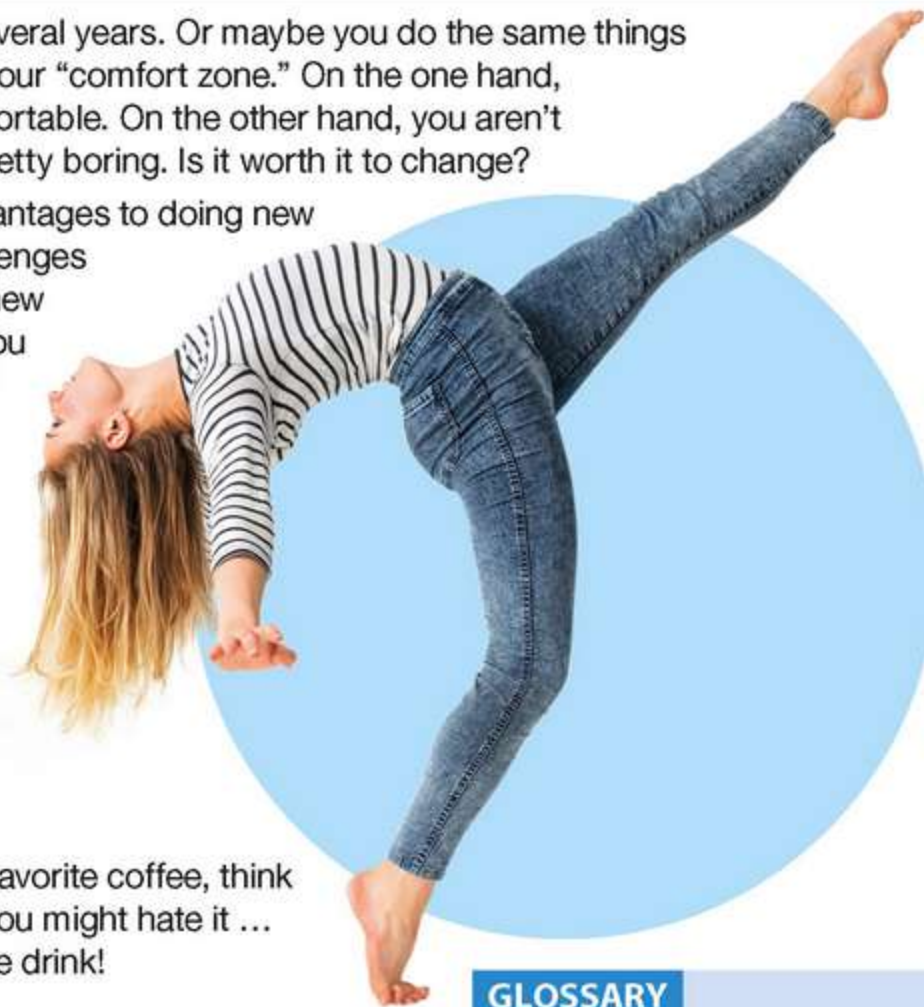 veral years. Or maybe you do the same things
our “comfort zone.” On the one hand,
ortable. On the other hand, you aren’t
etty boring. Is it worth it to change?
antages to doing new
enges
ew
ou
avorite coffee, think
ou might hate it ...
e drink!
GLOSSARY